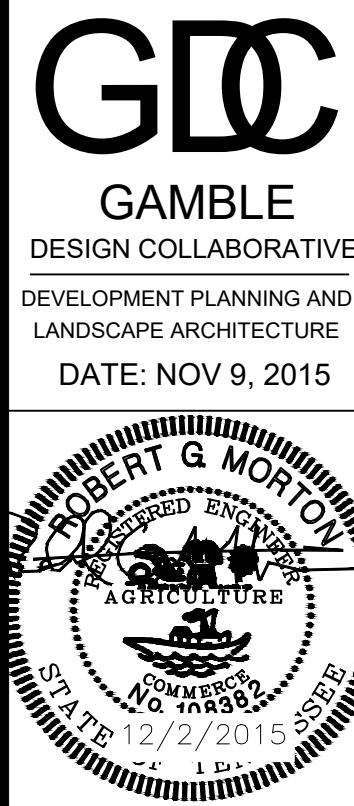 GDC
GAMBLE
DESIGN COLLABORATIVE
DEVELOPMENT PLANNING AND
LANDSCAPE ARCHITECTURE
DATE: NOV 9, 2015
ROBERT G MORTON
REGISTERED ENGINEER
AGRICULTURE
COMMERCE
No. 108382
12/2/2015
STATE OF TENNESSEE